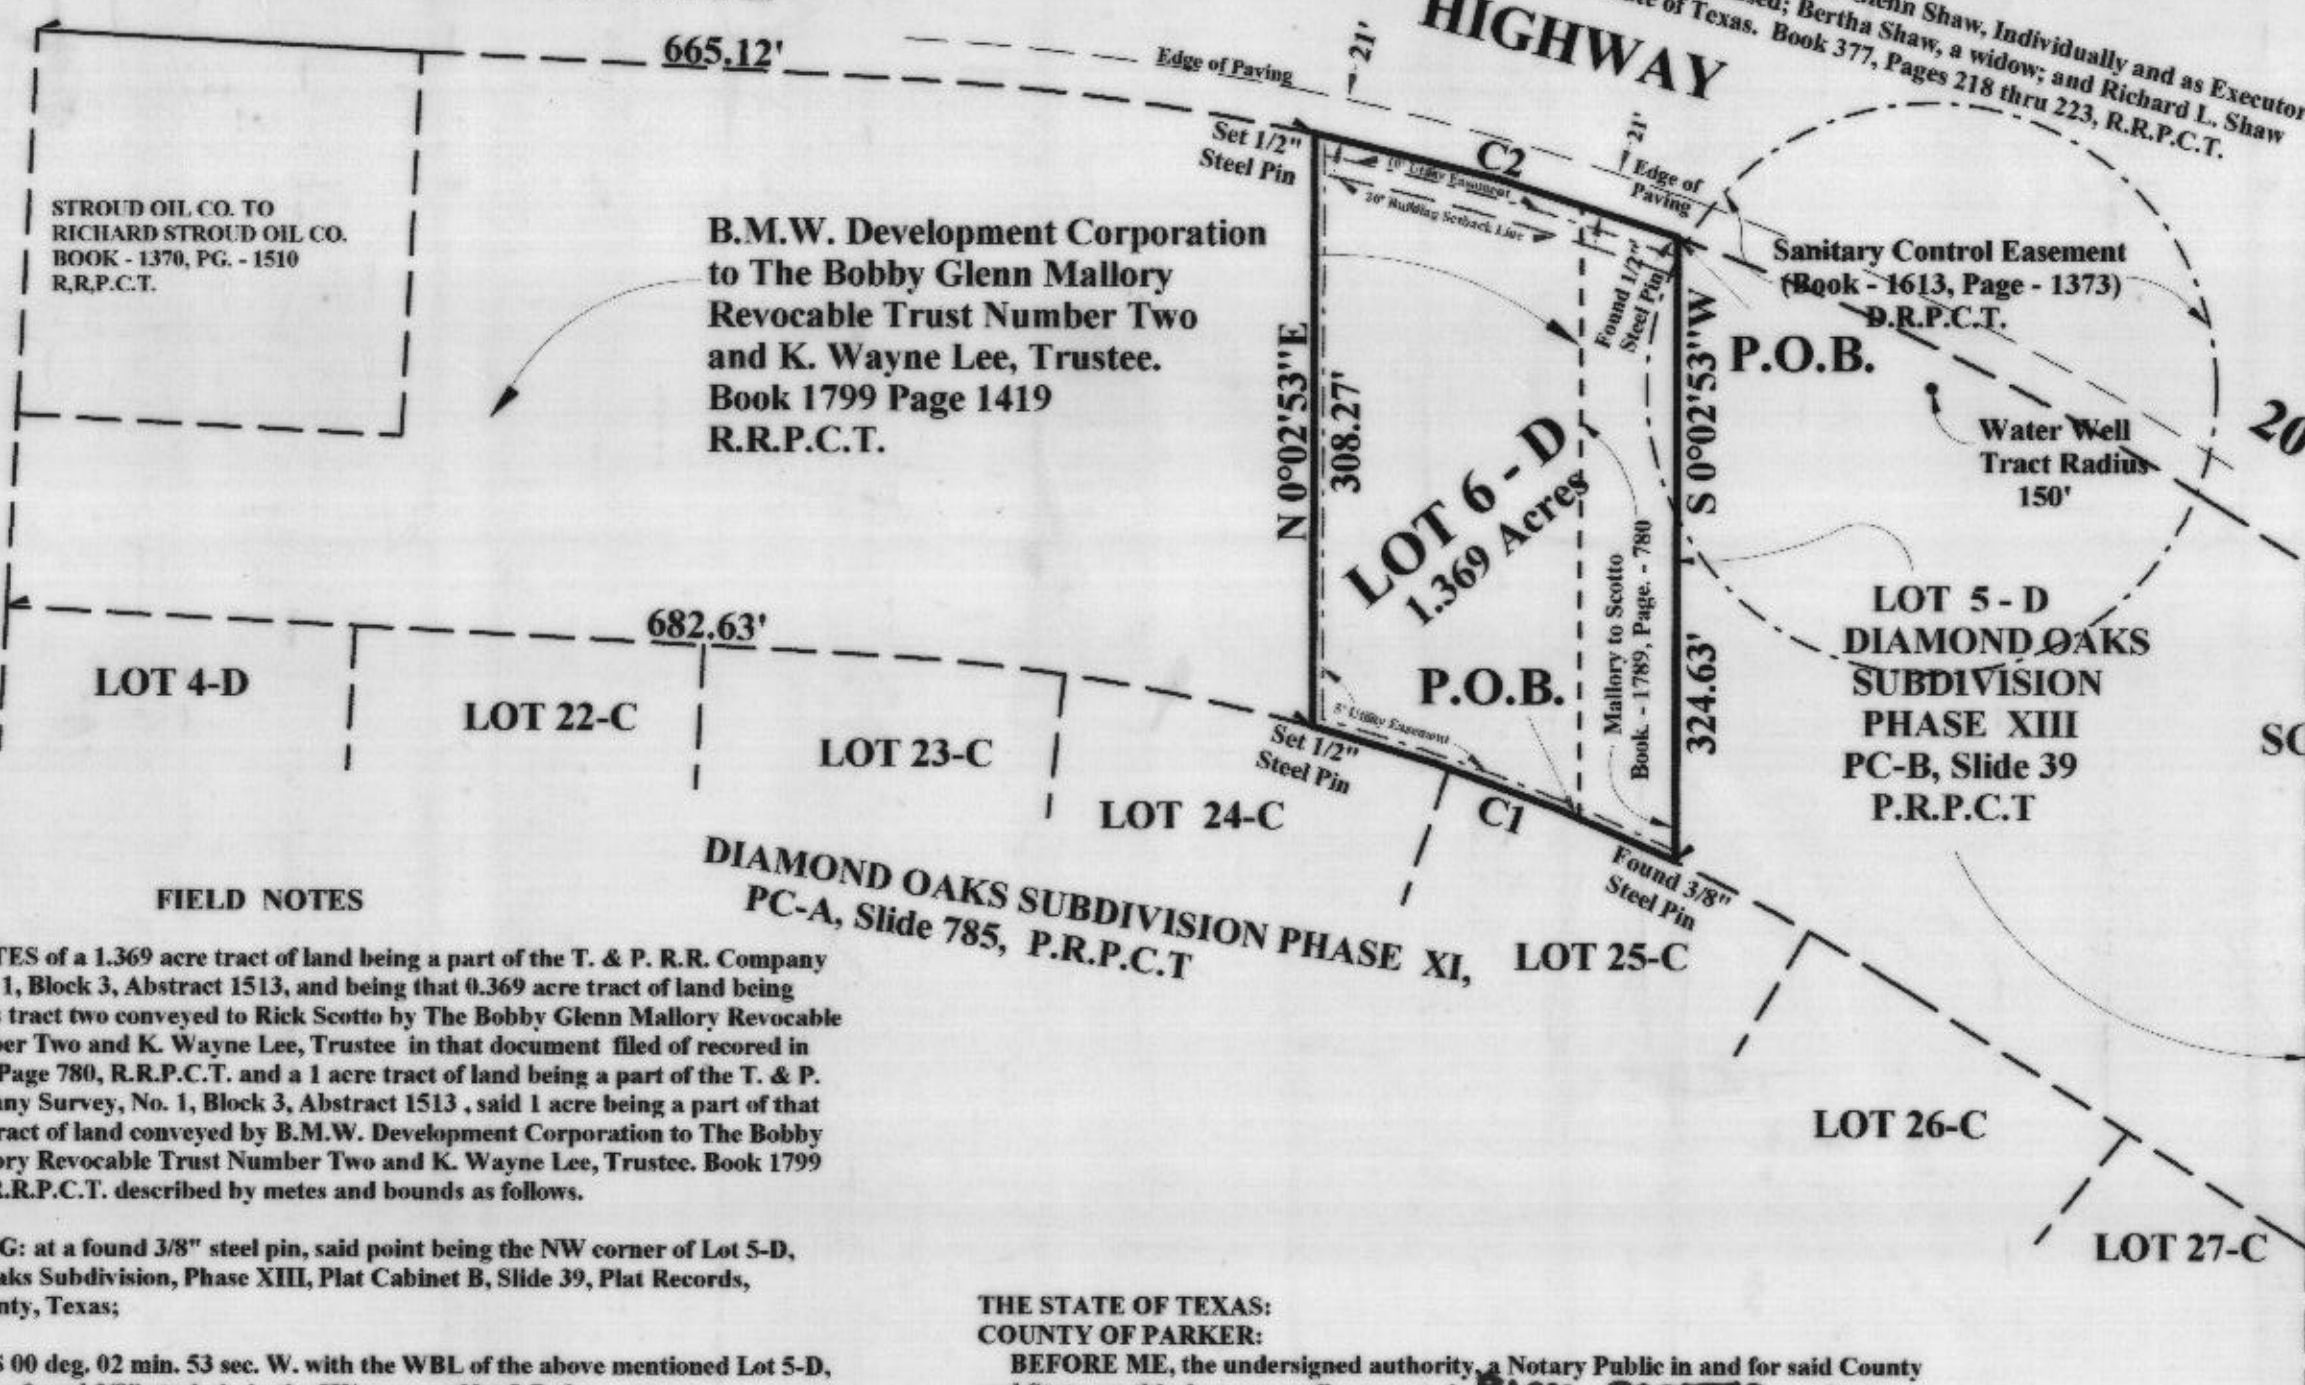 665.12'
Edge of Paving
21'
HIGHWAY
Glenn Shaw, Individually and as Executor
Bertha Shaw, a widow; and Richard L. Shaw
of Texas. Book 377, Pages 218 thru 223, R.R.P.C.T.
21'
Edge of
Paving
Set 1/2"
Steel Pin
C2
10' Utility Easement
20' Building Setback Line
STROUD OIL CO. TO
RICHARD STROUD OIL CO.
BOOK - 1370, PG. - 1510
R,R,P.C.T.
B.M.W. Development Corporation
to The Bobby Glenn Mallory
Revocable Trust Number Two
and K. Wayne Lee, Trustee.
Book 1799 Page 1419
R.R.P.C.T.
Found 1/2"
Steel Pin
Sanitary Control Easement
(Book - 1613, Page - 1373)
D.R.P.C.T.
P.O.B.
N 0°02'53"E
308.27'
S 0°02'53"W
324.63'
Water Well
Tract Radius
150'
20
LOT 6 - D
1.369 Acres
Mallory to Scotto
Book. - 1789, Page. - 780
P.O.B.
LOT 5 - D
DIAMOND OAKS
SUBDIVISION
PHASE XIII
PC-B, Slide 39
P.R.P.C.T
682.63'
LOT 4-D
LOT 22-C
LOT 23-C
LOT 24-C
5' Utility Easement
Set 1/2"
Steel Pin
C1
Found 3/8"
Steel Pin
DIAMOND OAKS SUBDIVISION PHASE XI,
PC-A, Slide 785, P.R.P.C.T
LOT 25-C
LOT 26-C
LOT 27-C
FIELD NOTES
TES of a 1.369 acre tract of land being a part of the T. & P. R.R. Company
1, Block 3, Abstract 1513, and being that 0.369 acre tract of land being
tract two conveyed to Rick Scotto by The Bobby Glenn Mallory Revocable
er Two and K. Wayne Lee, Trustee in that document filed of recored in
Page 780, R.R.P.C.T. and a 1 acre tract of land being a part of the T. & P.
ny Survey, No. 1, Block 3, Abstract 1513 , said 1 acre being a part of that
ract of land conveyed by B.M.W. Development Corporation to The Bobby
ory Revocable Trust Number Two and K. Wayne Lee, Trustee. Book 1799
R.R.P.C.T. described by metes and bounds as follows.
G: at a found 3/8" steel pin, said point being the NW corner of Lot 5-D,
aks Subdivision, Phase XIII, Plat Cabinet B, Slide 39, Plat Records,
nty, Texas;
S 00 deg. 02 min. 53 sec. W. with the WBL of the above mentioned Lot 5-D,
THE STATE OF TEXAS:
COUNTY OF PARKER:
BEFORE ME, the undersigned authority, a Notary Public in and for said County